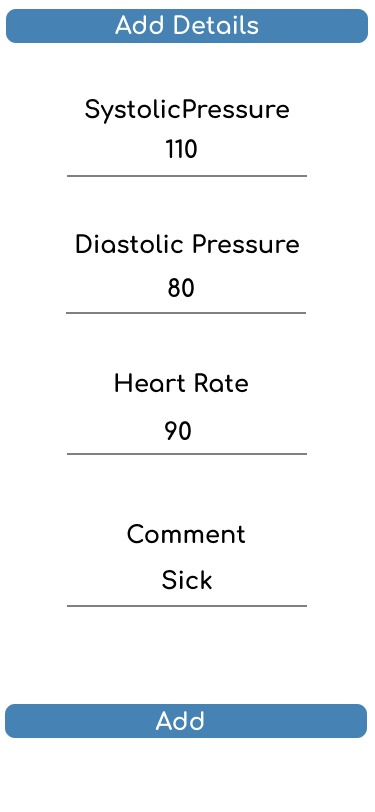 Add Details
SystolicPressure
110
Diastolic Pressure
80
Heart Rate
90
Comment
Sick
Add